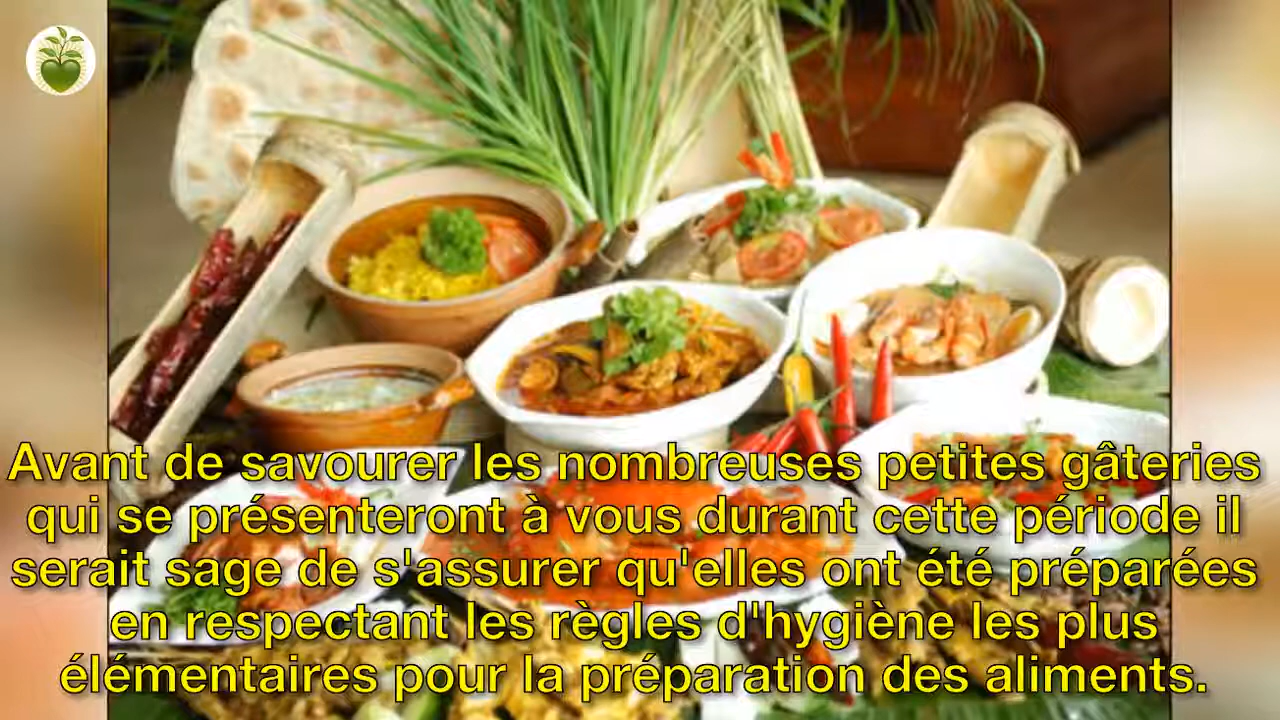 Avant de savourer les nombreuses petites gâteries
qui se présenteront à vous durant cette période il
serait sage de s'assurer qu'elles ont été préparées
en respectant les règles d'hygiène les plus
élémentaires pour la préparation des aliments.